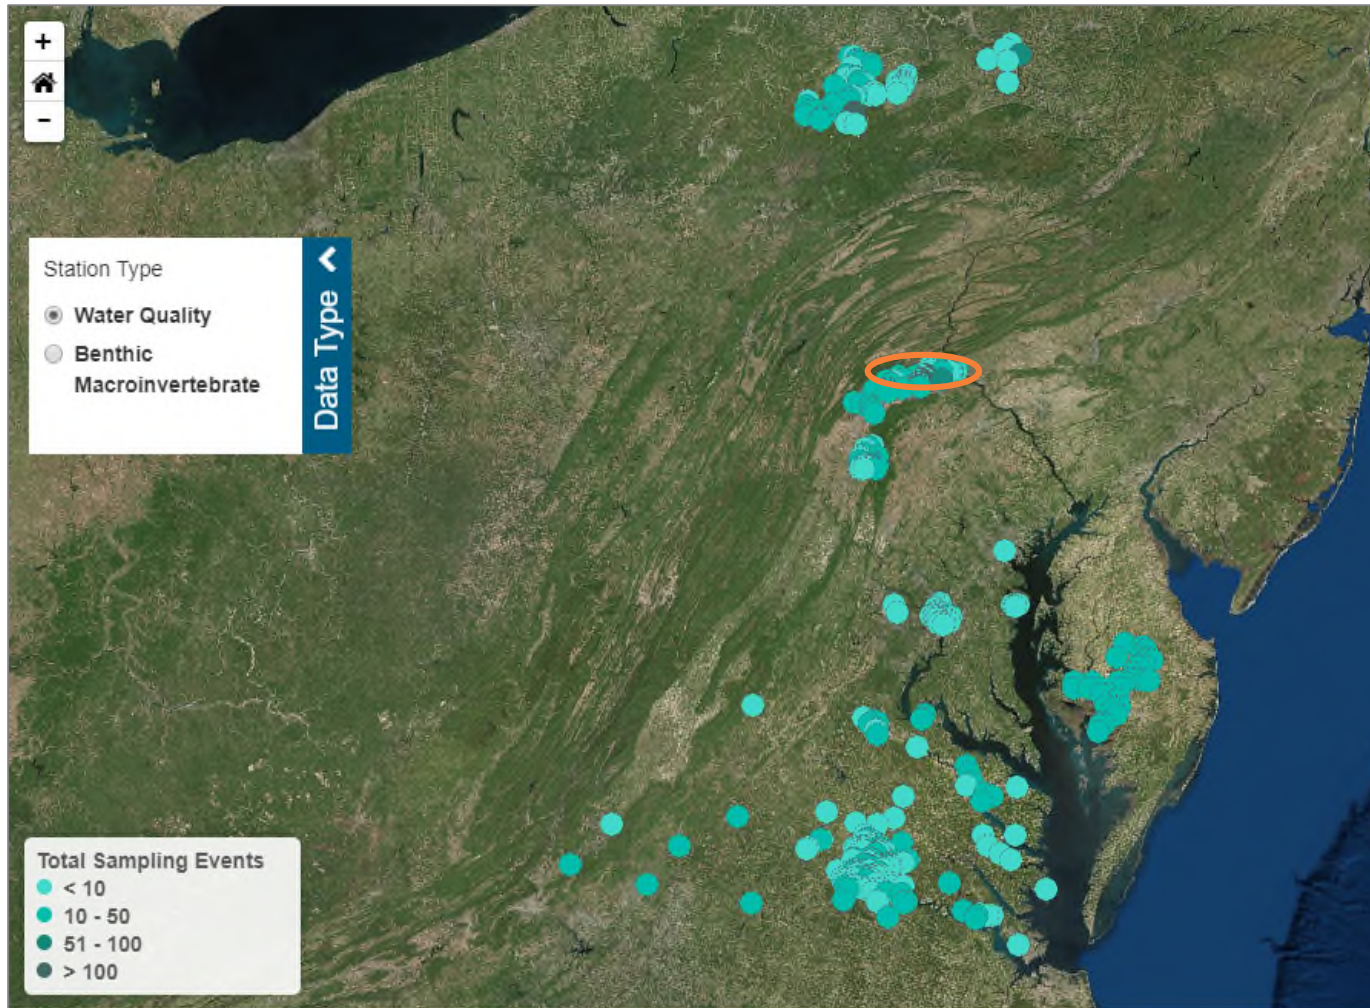 +
−
Station Type
Water Quality
Benthic
Macroinvertebrate
Data Type
Total Sampling Events
< 10
10 - 50
51 - 100
> 100